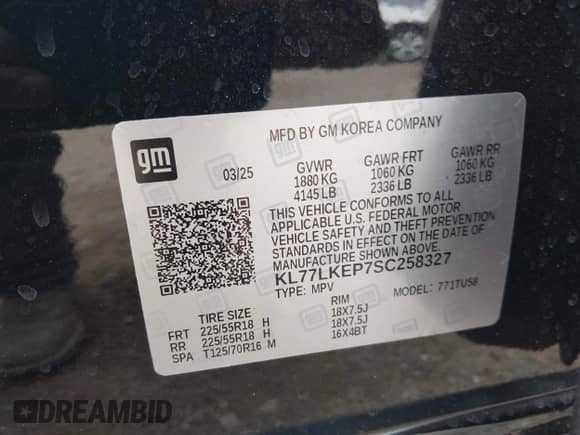 gm
MFD BY GM KOREA COMPANY
03/25 GVWR GAWR FRT GAWR RR
1880 KG 1060 KG 1060 KG
4145 LB 2336 LB 2336 LB
THIS VEHICLE CONFORMS TO ALL
APPLICABLE U.S. FEDERAL MOTOR
VEHICLE SAFETY AND THEFT PREVENTION
STANDARDS IN EFFECT ON THE DATE OF
MANUFACTURE SHOWN ABOVE.
KL77LKEP7SC258327
TYPE: MPV MODEL: 771TU58
TIRE SIZE RIM
FRT 225/55R18 H 18X7.5J
RR 225/55R18 H 18X7.5J
SPA T125/70R16 M 16X4BT
DREAMBID